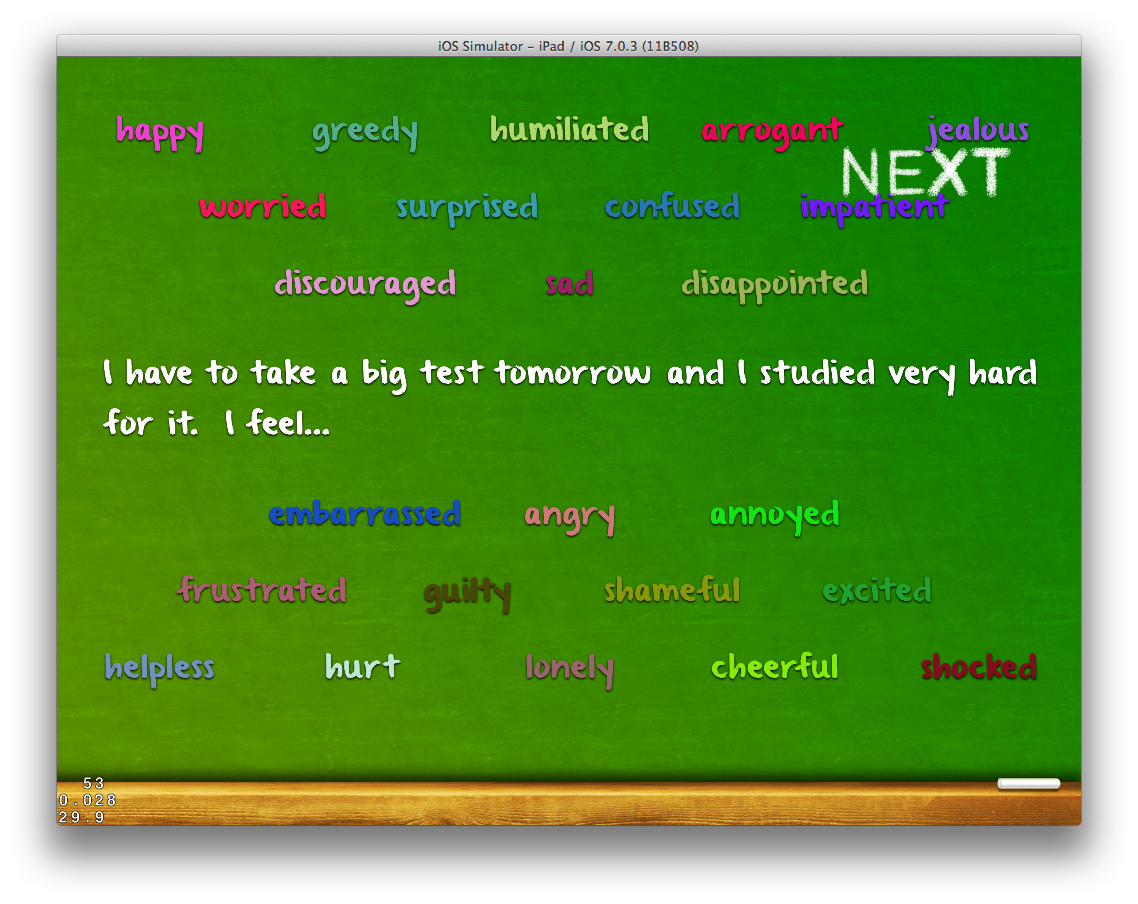 iOS Simulator – iPad / iOS 7.0.3 (11B508)
happy greedy humiliated arrogant jealous
NEXT
worried surprised confused impatient
discouraged sad disappointed
I have to take a big test tomorrow and I studied very hard
for it.  I feel...
embarrassed angry annoyed
frustrated guilty shameful excited
helpless hurt lonely cheerful shocked
53
0.028
29.9